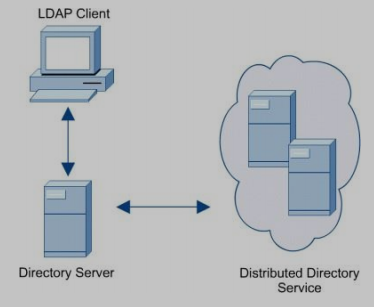 LDAP Client
Directory Server
Distributed Directory
Service